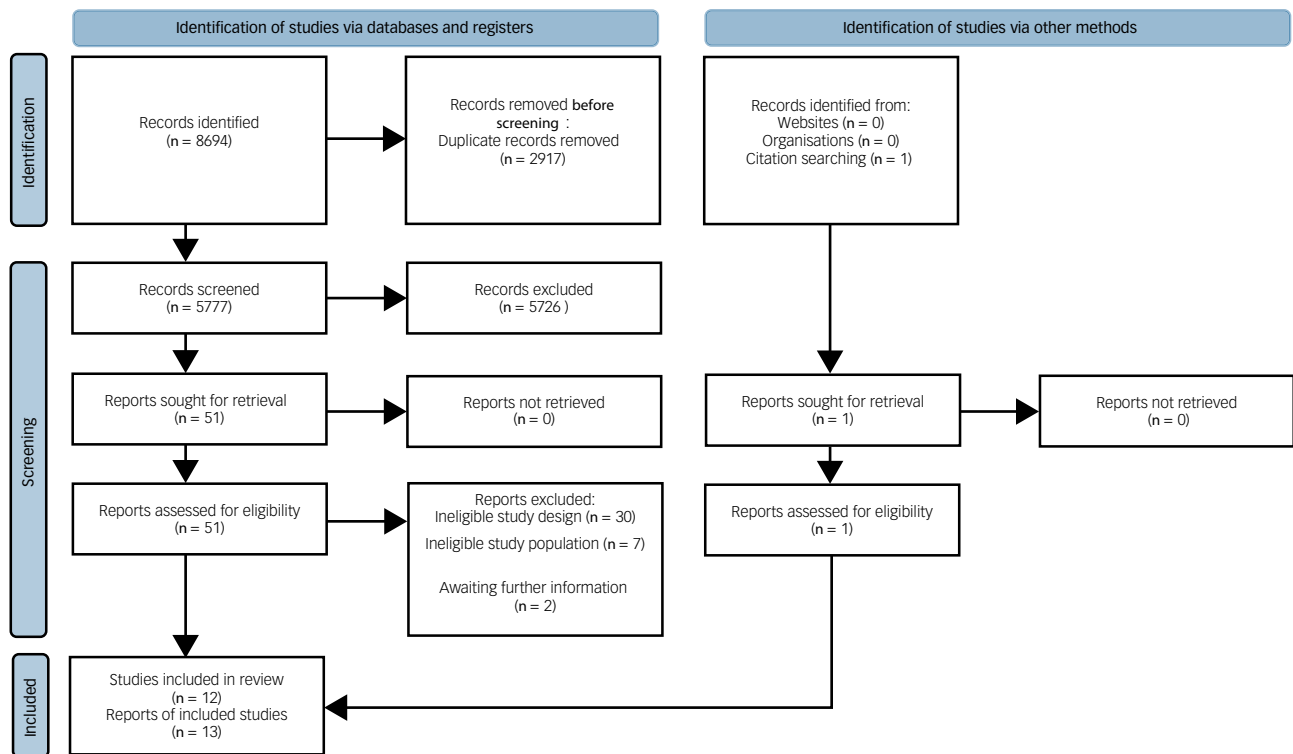 Identification of studies via databases and registers
Identification of studies via other methods
Identification
Records identified
(n = 8694)
Records removed before
screening :
Duplicate records removed
(n = 2917)
Records identified from:
Websites (n = 0)
Organisations (n = 0)
Citation searching (n = 1)
Screening
Records screened
(n = 5777)
Records excluded
(n = 5726 )
Reports sought for retrieval
(n = 51)
Reports not retrieved
(n = 0)
Reports sought for retrieval
(n = 1)
Reports not retrieved
(n = 0)
Reports assessed for eligibility
(n = 51)
Reports excluded:
Ineligible study design (n = 30)
Ineligible study population (n = 7)
Awaiting further information
(n = 2)
Reports assessed for eligibility
(n = 1)
Included
Studies included in review
(n = 12)
Reports of included studies
(n = 13)